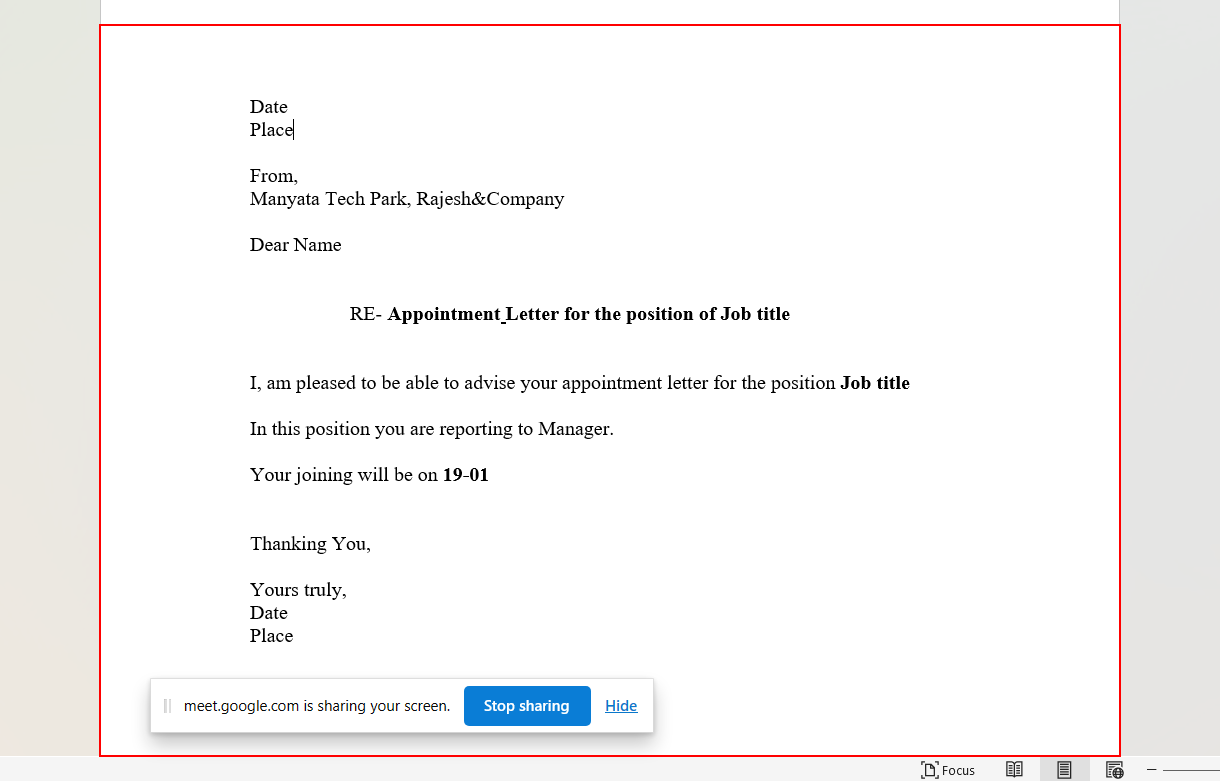 Date
Place
From,
Manyata Tech Park, Rajesh&Company
Dear Name
RE- Appointment Letter for the position of Job title
I, am pleased to be able to advise your appointment letter for the position Job title
In this position you are reporting to Manager.
Your joining will be on 19-01
Thanking You,
Yours truly,
Date
Place
meet.google.com is sharing your screen. Stop sharing Hide
Focus